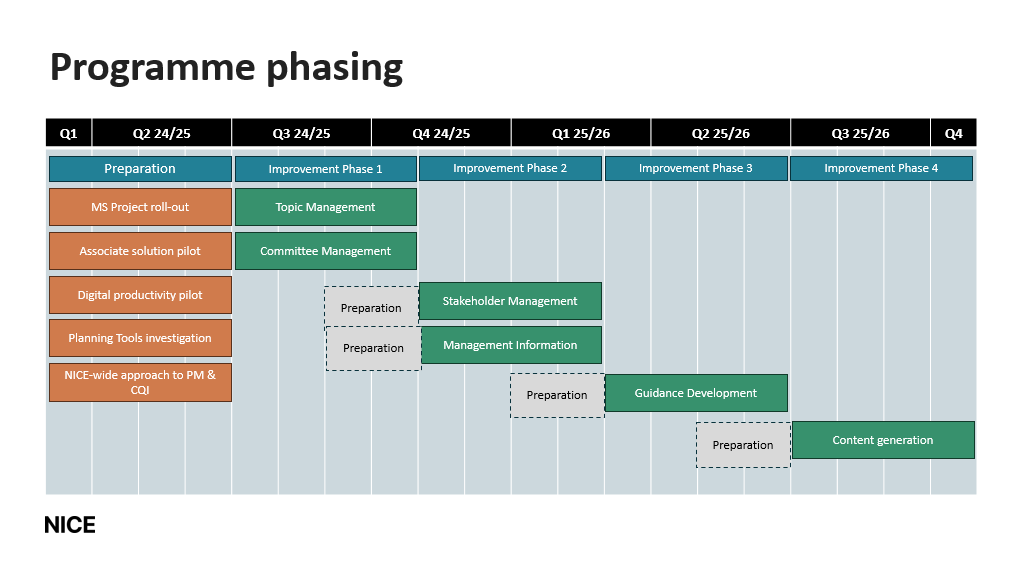 Programme phasing
Q1
Q2 24/25
Q3 24/25
Q4 24/25
Q1 25/26
Q2 25/26
Q3 25/26
Q4
Preparation
Improvement Phase 1
Improvement Phase 2
Improvement Phase 3
Improvement Phase 4
MS Project roll-out
Topic Management
Associate solution pilot
Committee Management
Digital productivity pilot
Preparation
Stakeholder Management
Planning Tools investigation
Preparation
Management Information
NICE-wide approach to PM &
CQI
Preparation
Guidance Development
Preparation
Content generation
NICE